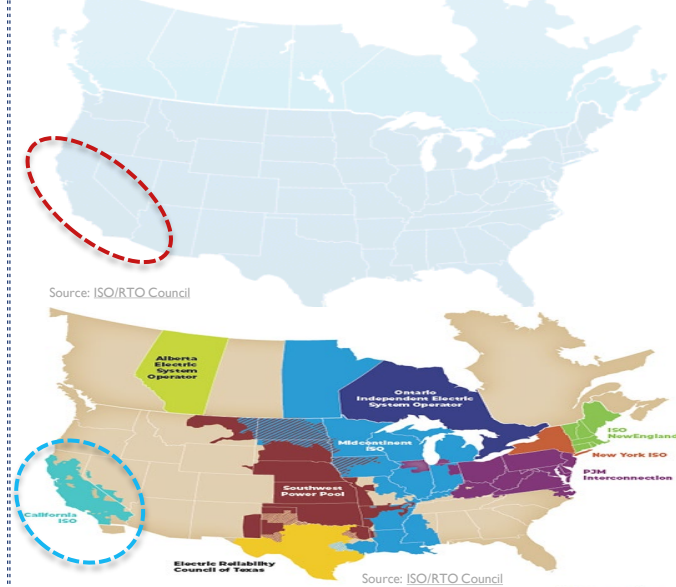 Source: ISO/RTO Council
Alberta
Electric
System
Operator
Ontario
Independent Electric
System Operator
Midcontinent
ISO
ISO
NewEngland
New York ISO
PJM
Interconnection
Southwest
Power Pool
California
ISO
Electric Reliability
Council of Texas
Source: ISO/RTO Council